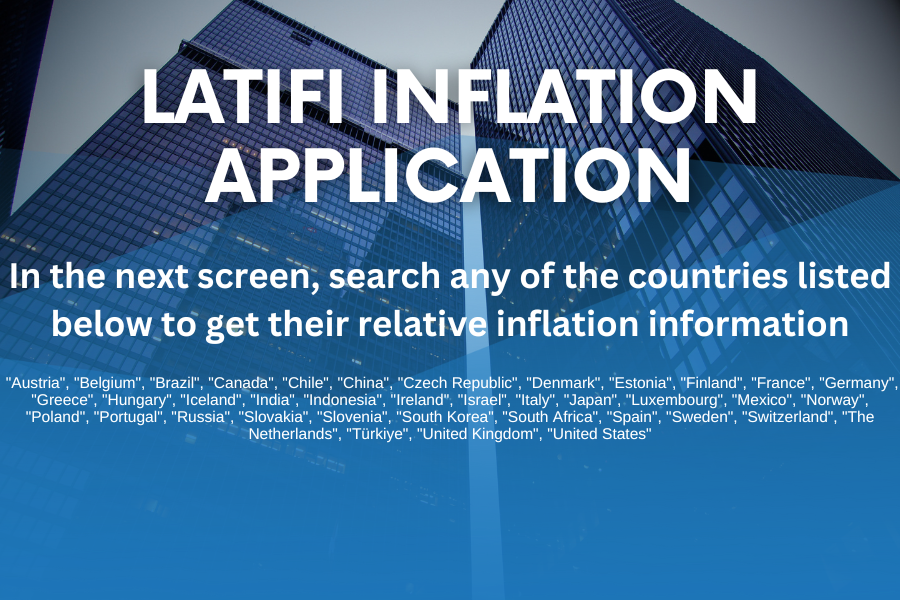 LATIFI INFLATION
APPLICATION
In the next screen, search any of the countries listed
below to get their relative inflation information
"Austria", "Belgium", "Brazil", "Canada", "Chile", "China", "Czech Republic", "Denmark", "Estonia", "Finland", "France", "Germany",
"Greece", "Hungary", "Iceland", "India", "Indonesia", "Ireland", "Israel", "Italy", "Japan", "Luxembourg", "Mexico", "Norway",
"Poland", "Portugal", "Russia", "Slovakia", "Slovenia", "South Korea", "South Africa", "Spain", "Sweden", "Switzerland", "The
Netherlands", "Türkiye", "United Kingdom", "United States"